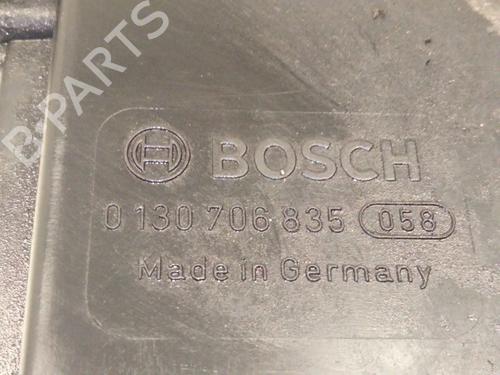 B-PARTS
BOSCH
0 130 706 835 058
Made in Germany